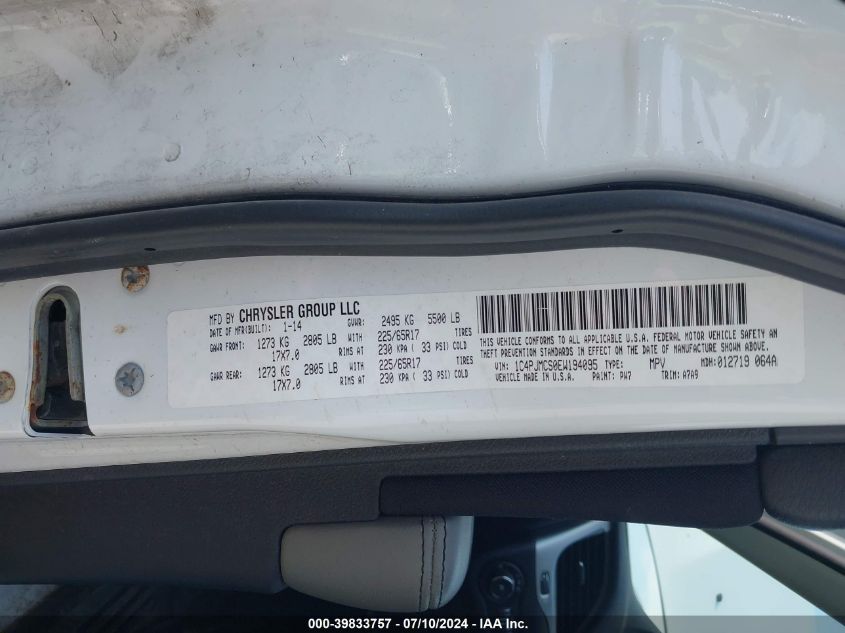 MFD BY CHRYSLER GROUP LLC
DATE OF MFR(BUILT): 1-14 GVWR: 2495 KG 5500 LB
GAWR FRONT: 1273 KG 2805 LB WITH 225/65R17 TIRES
17X7.0 RIMS AT 230 KPA ( 33 PSI) COLD
GAWR REAR: 1273 KG 2805 LB WITH 225/65R17 TIRES
17X7.0 RIMS AT 230 KPA ( 33 PSI) COLD
THIS VEHICLE CONFORMS TO ALL APPLICABLE U.S.A. FEDERAL MOTOR VEHICLE SAFETY AN
THEFT PREVENTION STANDARDS IN EFFECT ON THE DATE OF MANUFACTURE SHOWN ABOVE.
VIN: 1C4PJMCS0EW194095 TYPE: MPV MDH:012719 064A
VEHICLE MADE IN U.S.A. PAINT: PW7 TRIM: A7A9
000-39833757 - 07/10/2024 - IAA Inc.